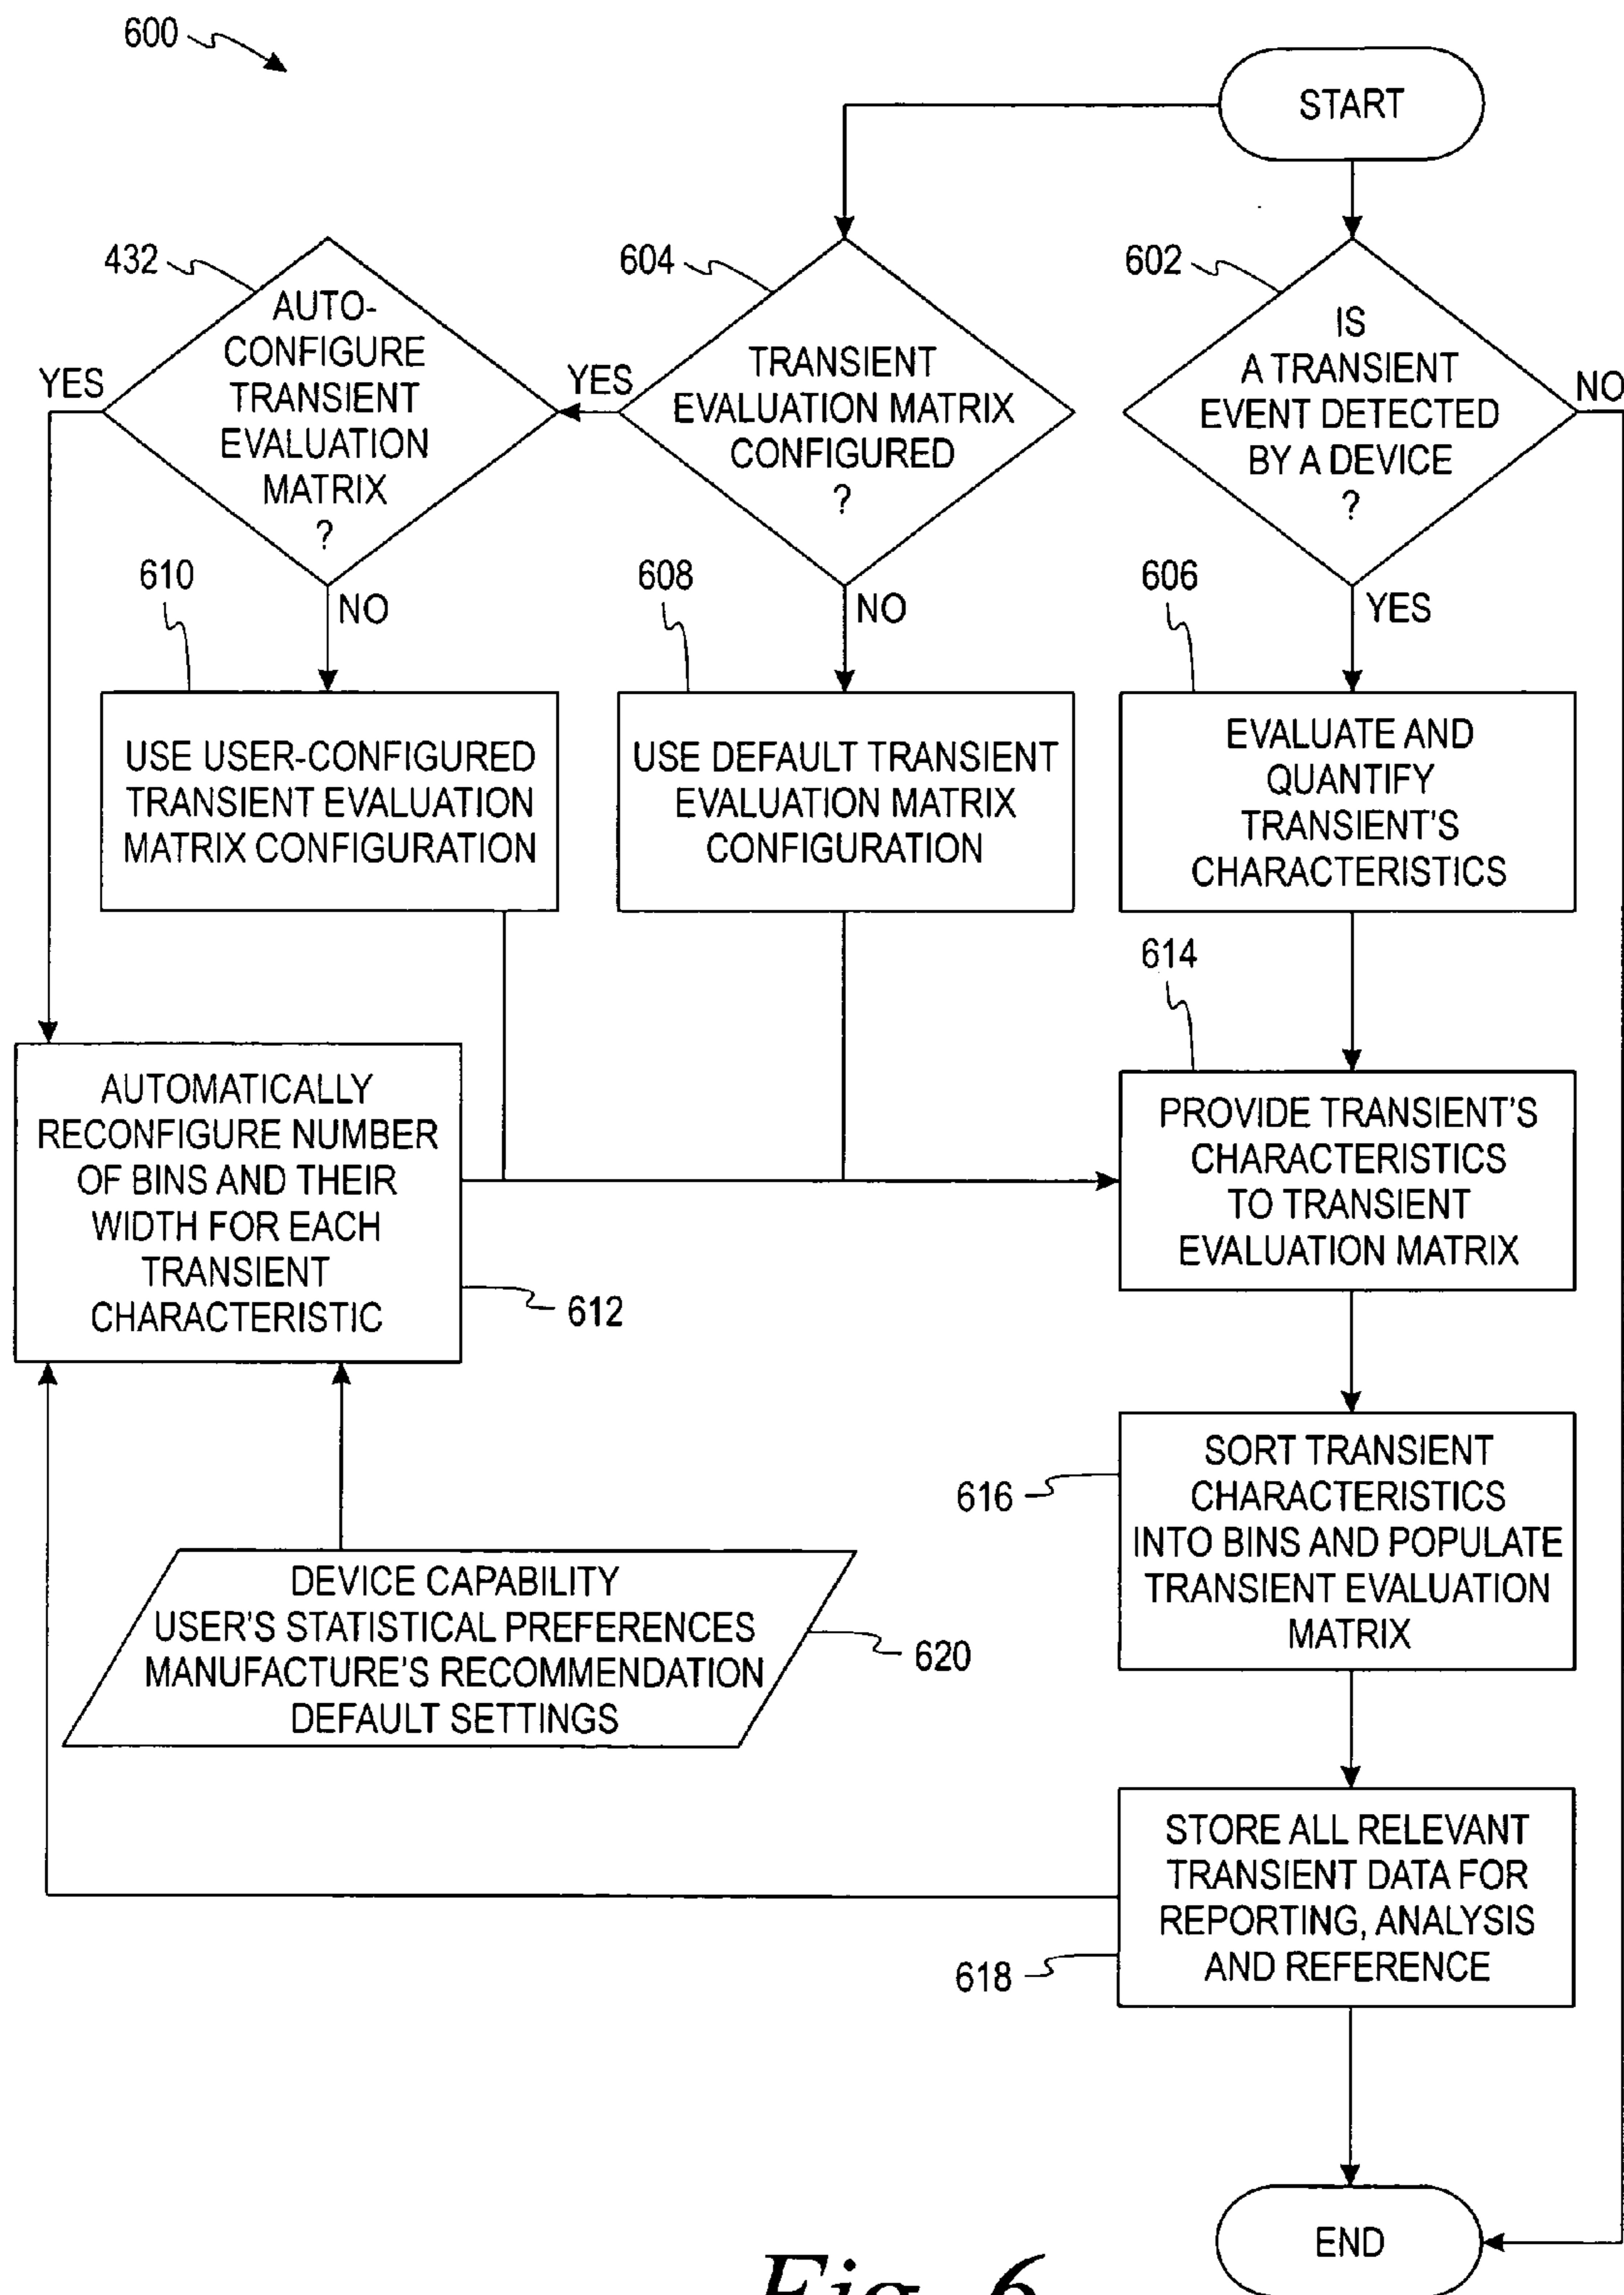 600
START
432
AUTO-
CONFIGURE
TRANSIENT
EVALUATION
MATRIX
?
YES
NO
604
TRANSIENT
EVALUATION MATRIX
CONFIGURED
?
YES
NO
602
IS
A TRANSIENT
EVENT DETECTED
BY A DEVICE
?
NO
YES
610
USE USER-CONFIGURED
TRANSIENT EVALUATION
MATRIX CONFIGURATION
608
USE DEFAULT TRANSIENT
EVALUATION MATRIX
CONFIGURATION
606
EVALUATE AND
QUANTIFY
TRANSIENT'S
CHARACTERISTICS
AUTOMATICALLY
RECONFIGURE NUMBER
OF BINS AND THEIR
WIDTH FOR EACH
TRANSIENT
CHARACTERISTIC
612
614
PROVIDE TRANSIENT'S
CHARACTERISTICS
TO TRANSIENT
EVALUATION MATRIX
616
SORT TRANSIENT
CHARACTERISTICS
INTO BINS AND POPULATE
TRANSIENT EVALUATION
MATRIX
DEVICE CAPABILITY
USER'S STATISTICAL PREFERENCES
MANUFACTURE'S RECOMMENDATION
DEFAULT SETTINGS
620
STORE ALL RELEVANT
TRANSIENT DATA FOR
REPORTING, ANALYSIS
AND REFERENCE
618
END
Fig. 6